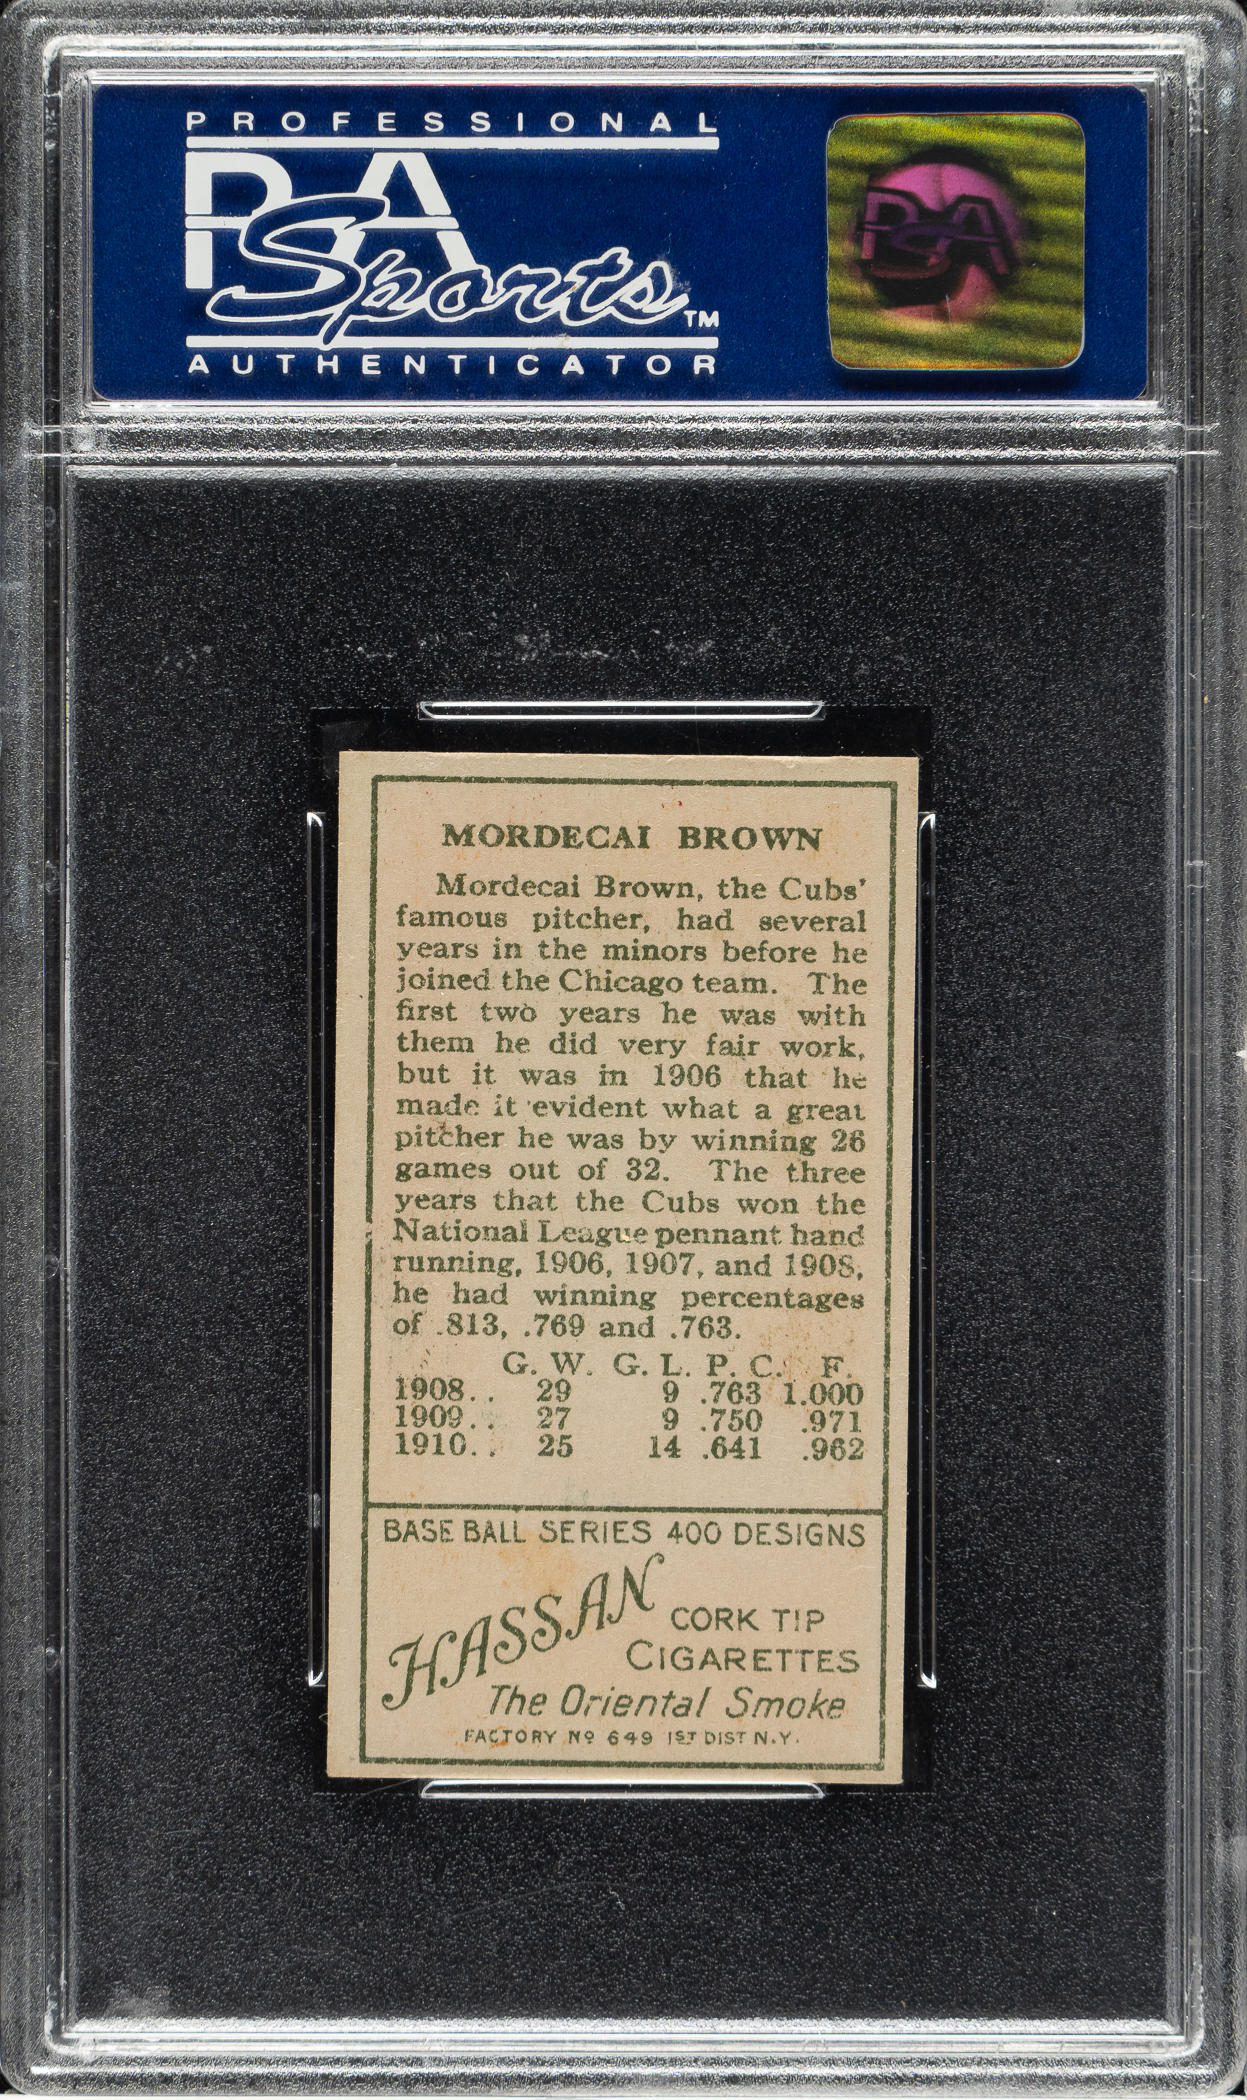 PROFESSIONAL
PSA
Sports TM
AUTHENTICATOR
PSA
MORDECAI BROWN
Mordecai Brown, the Cubs'
famous pitcher, had several
years in the minors before he
joined the Chicago team. The
first two years he was with
them he did very fair work,
but it was in 1906 that he
made it evident what a great
pitcher he was by winning 26
games out of 32. The three
years that the Cubs won the
National League pennant hand
running, 1906, 1907, and 1908,
he had winning percentages
of .813, .769 and .763.
G. W. G. L. P. C. F.
1908.. 29 9 .763 1.000
1909.. 27 9 .750 .971
1910.. 25 14 .641 .962
BASE BALL SERIES 400 DESIGNS
HASSAN CORK TIP
CIGARETTES
The Oriental Smoke
FACTORY Nº 649 1ST DIST N.Y.